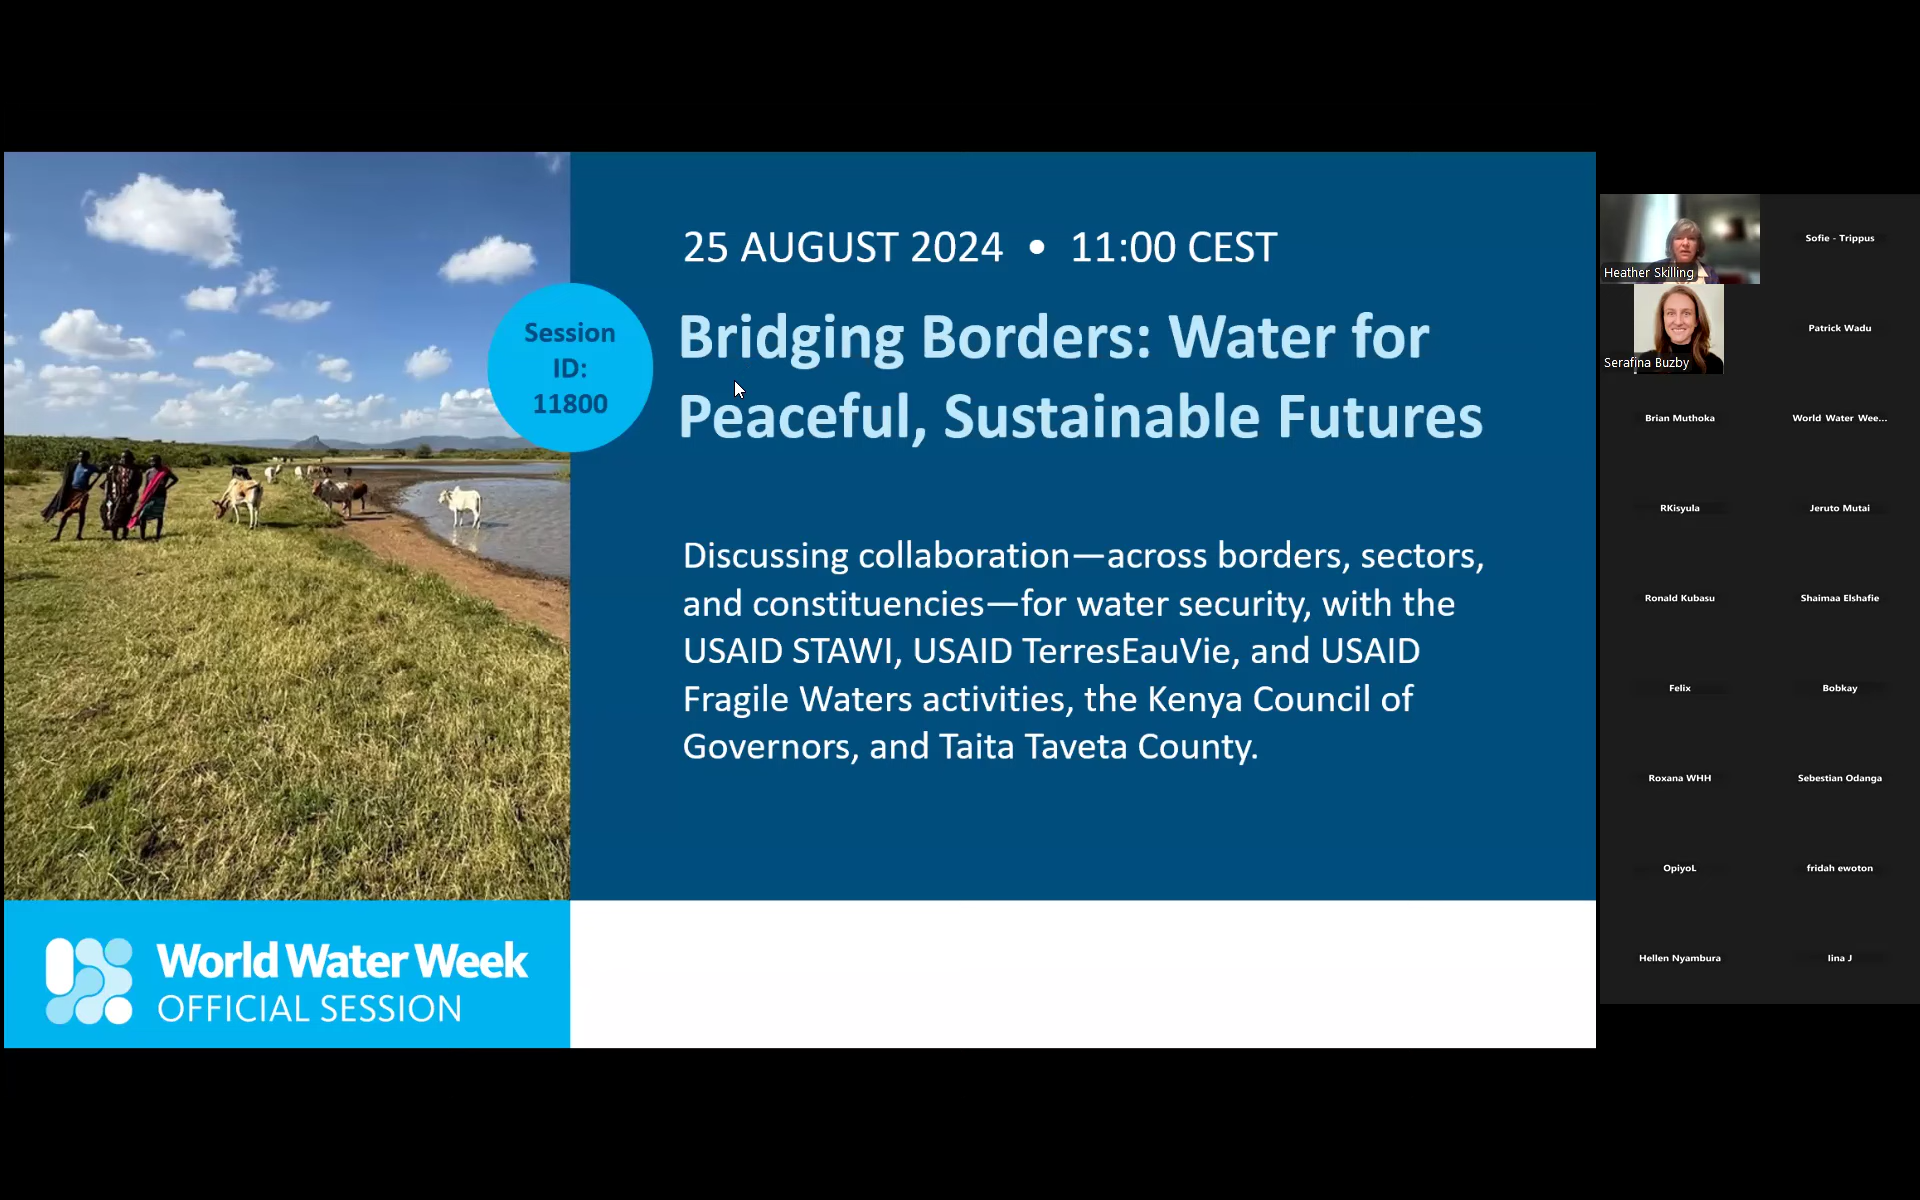 25 AUGUST 2024 • 11:00 CEST
Session
ID:
11800
Bridging Borders: Water for
Peaceful, Sustainable Futures
Discussing collaboration—across borders, sectors,
and constituencies—for water security, with the
USAID STAWI, USAID TerresEauVie, and USAID
Fragile Waters activities, the Kenya Council of
Governors, and Taita Taveta County.
World Water Week
OFFICIAL SESSION
Heather Skilling
Sofie - Trippus
Serafina Buzby
Patrick Wadu
Brian Muthoka
World Water Wee...
RKisyula
Jeruto Mutai
Ronald Kubasu
Shaimaa Elshafie
Felix
Bobkay
Roxana WHH
Sebestian Odanga
OpiyoL
fridah ewoton
Hellen Nyambura
Iina J